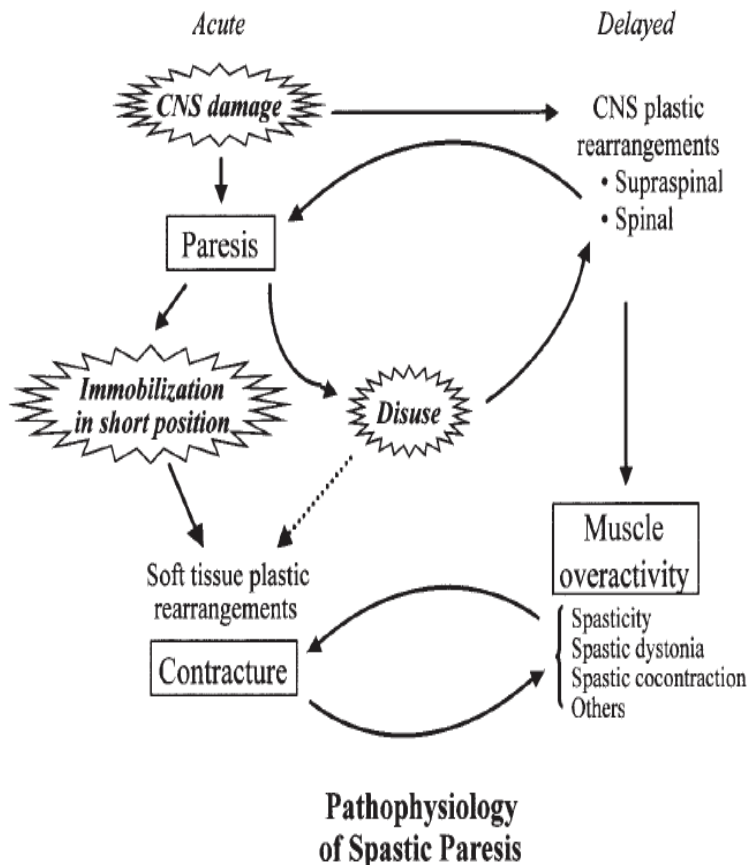 Acute
Delayed
CNS damage
CNS plastic
rearrangements
• Supraspinal
• Spinal
Paresis
Immobilization
in short position
Disuse
Soft tissue plastic
rearrangements
Contracture
Muscle
overactivity
Spasticity
Spastic dystonia
Spastic cocontraction
Others
Pathophysiology
of Spastic Paresis